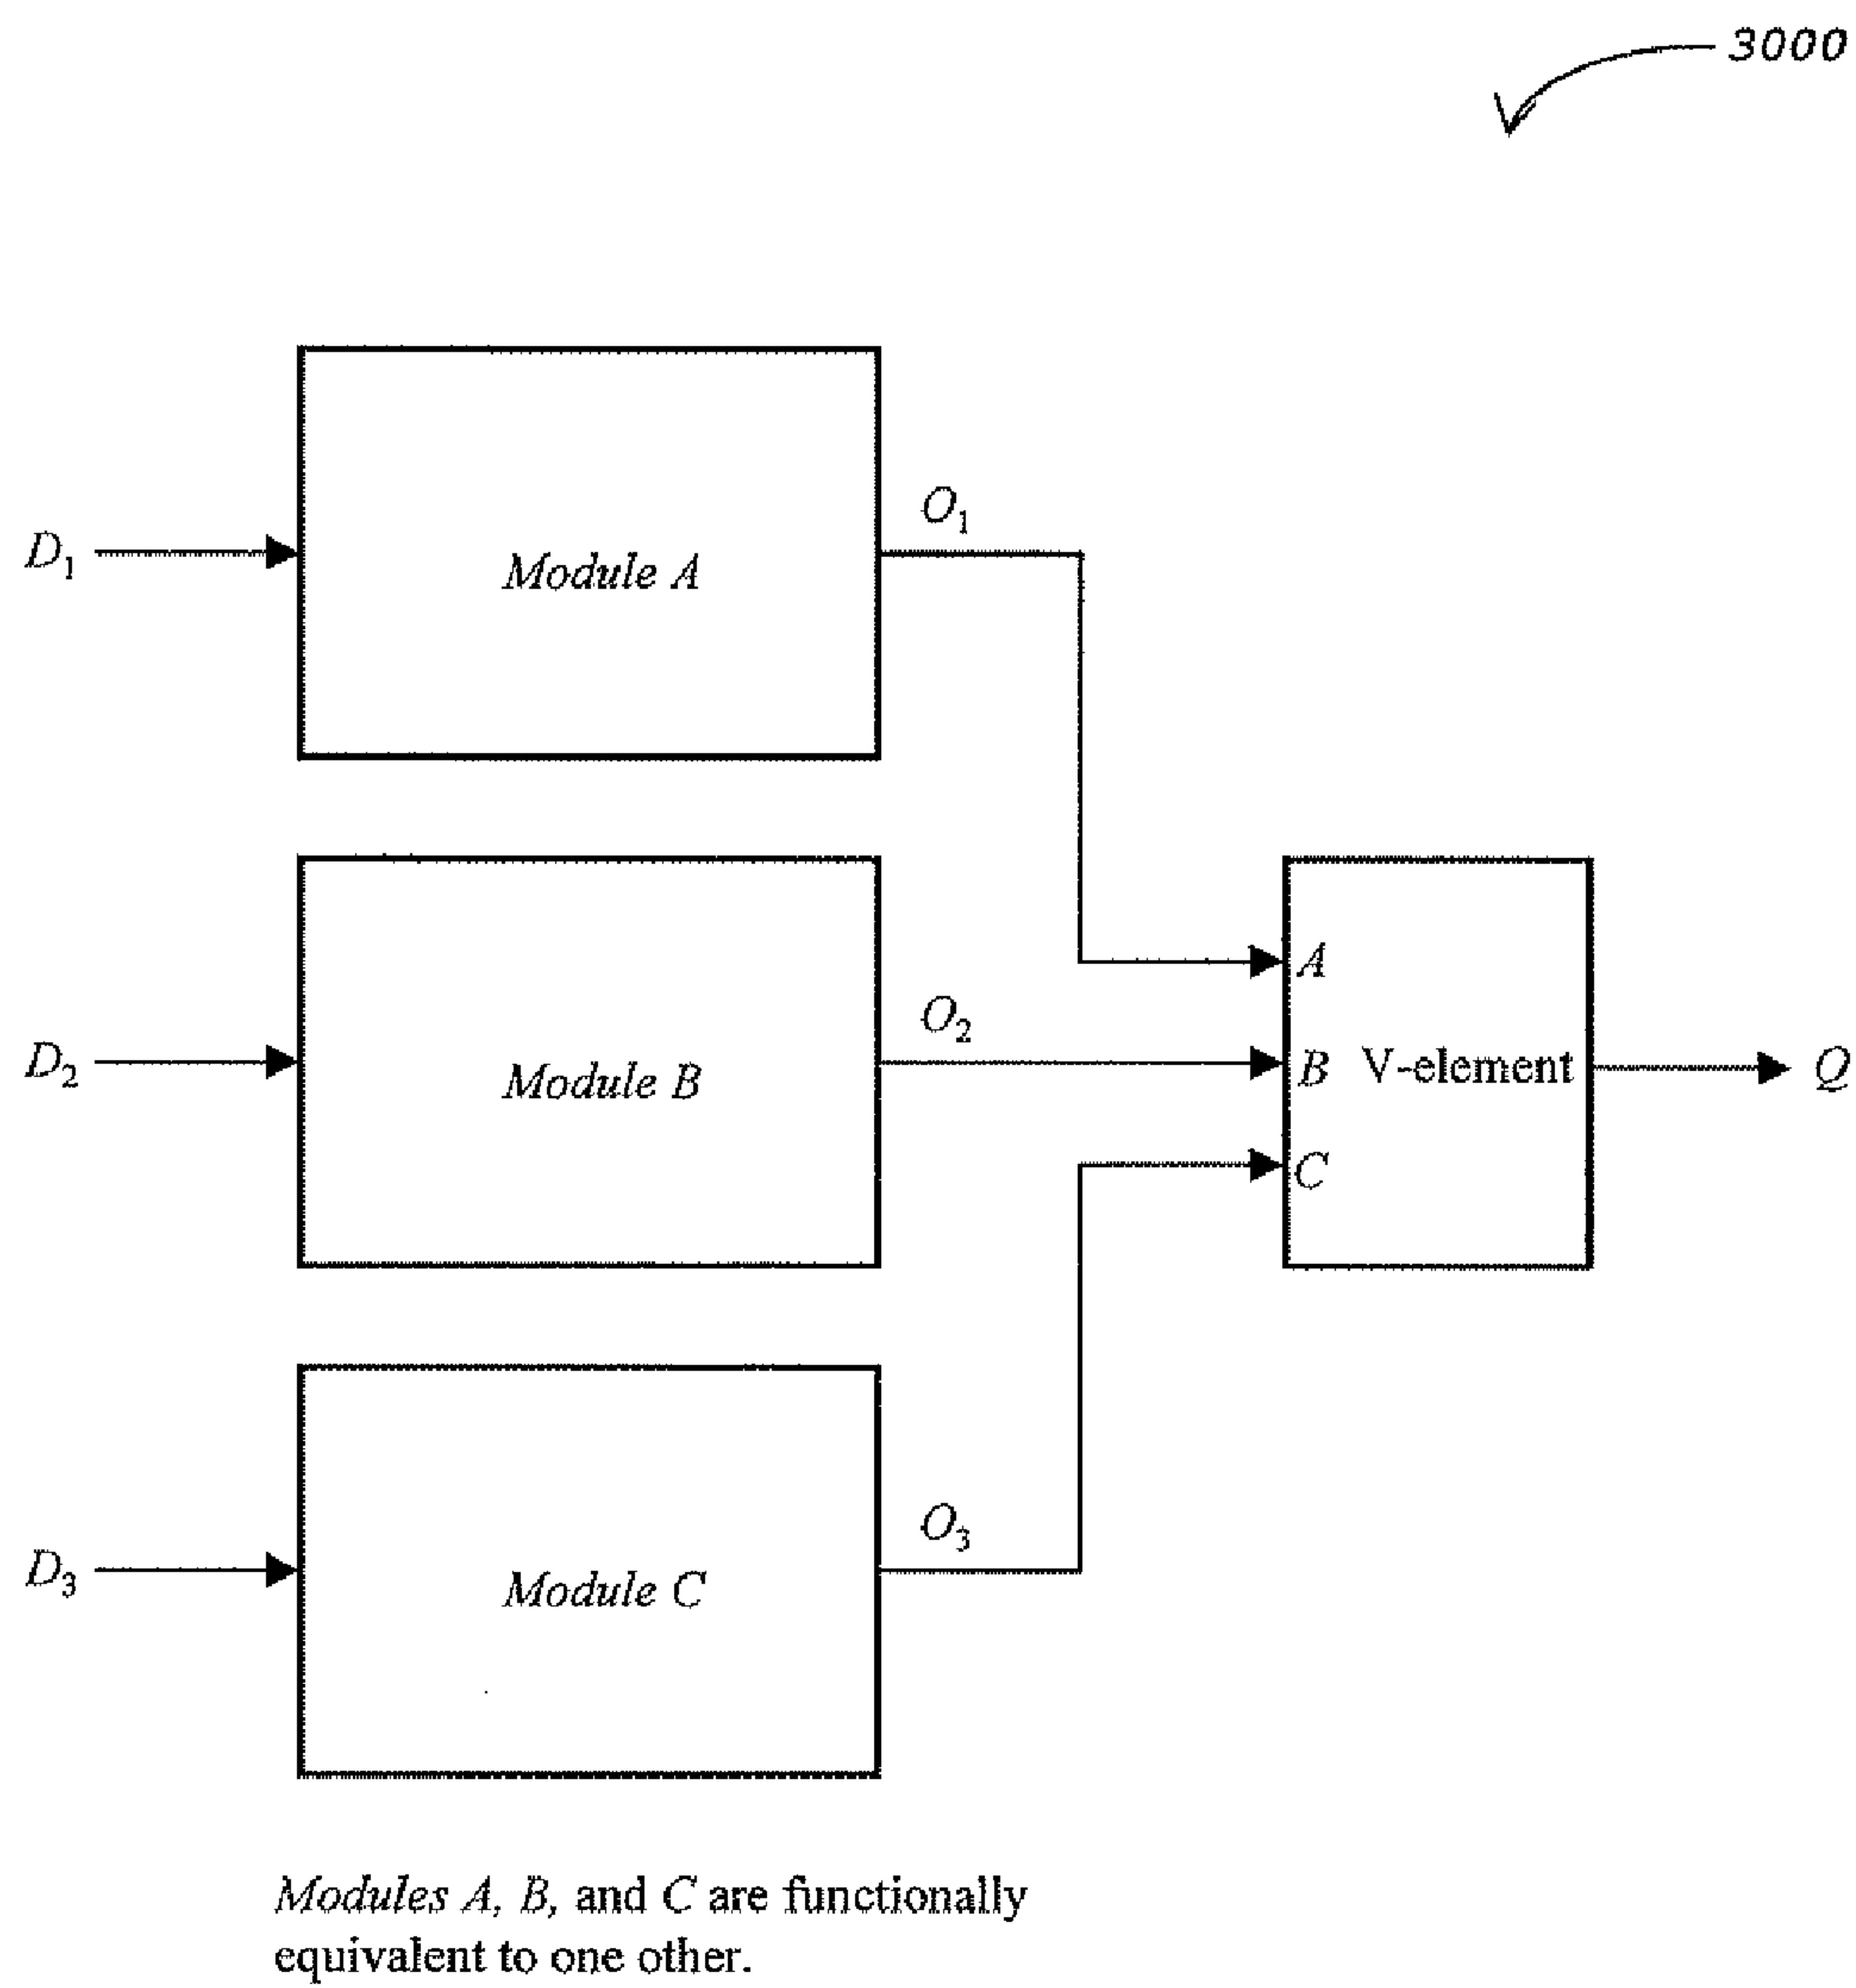 3000
O₁
D₁
Module A
A
O₂
D₂
Module B
B
V-element
Q
C
O₃
D₃
Module C
Modules A, B, and C are functionally
equivalent to one other.